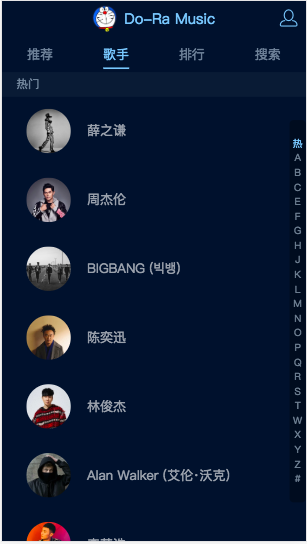 Do-Ra Music
推荐 歌手 排行 搜索
热门
薛之谦
周杰伦
BIGBANG (빅뱅)
陈奕迅
林俊杰
Alan Walker (艾伦·沃克)
热
A
B
C
E
F
G
H
J
K
L
M
N
O
P
Q
R
S
T
W
X
Y
Z
#